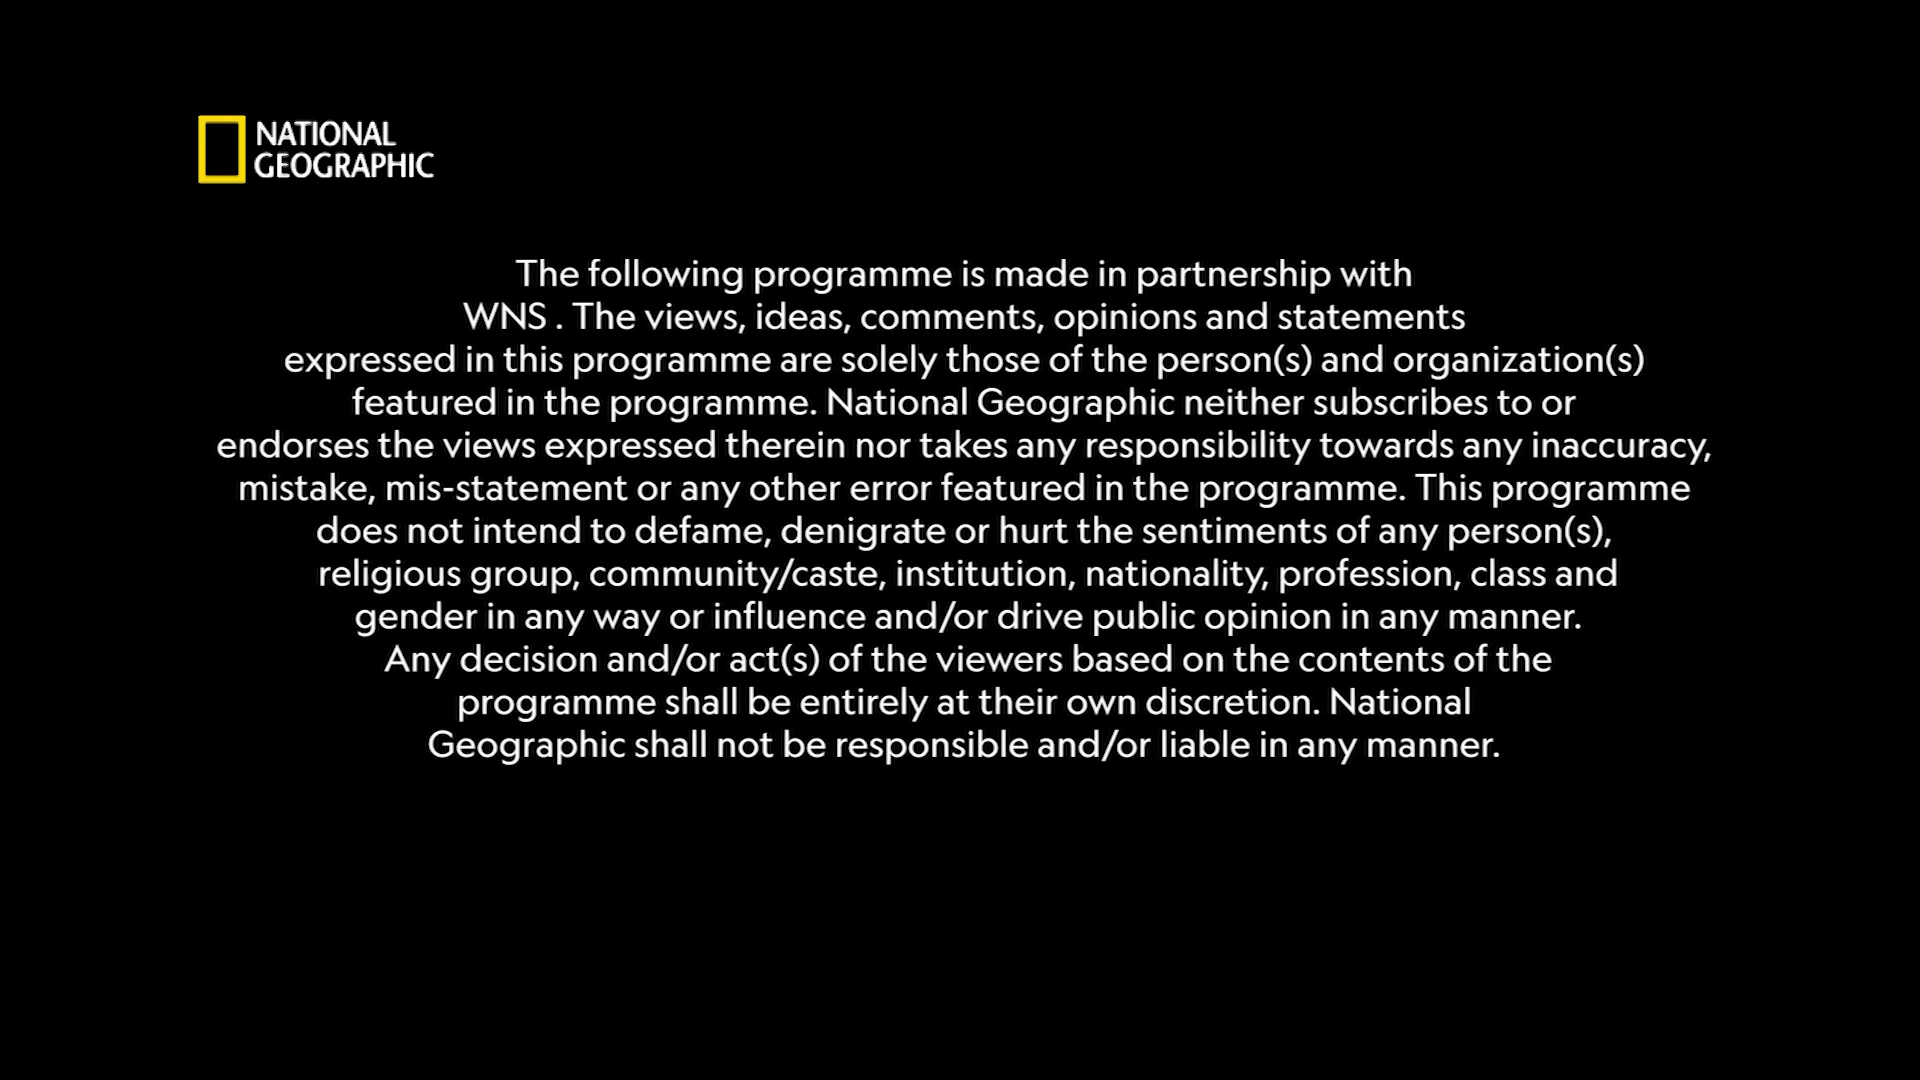 NATIONAL
GEOGRAPHIC
The following programme is made in partnership with
WNS . The views, ideas, comments, opinions and statements
expressed in this programme are solely those of the person(s) and organization(s)
featured in the programme. National Geographic neither subscribes to or
endorses the views expressed therein nor takes any responsibility towards any inaccuracy,
mistake, mis-statement or any other error featured in the programme. This programme
does not intend to defame, denigrate or hurt the sentiments of any person(s),
religious group, community/caste, institution, nationality, profession, class and
gender in any way or influence and/or drive public opinion in any manner.
Any decision and/or act(s) of the viewers based on the contents of the
programme shall be entirely at their own discretion. National
Geographic shall not be responsible and/or liable in any manner.